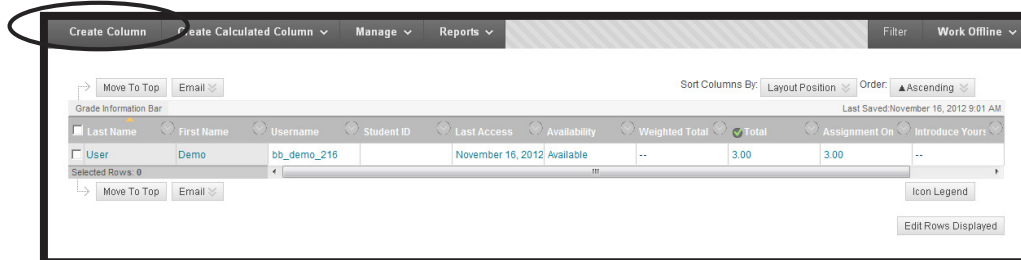 Create Column Create Calculated Column Manage Reports Filter Work Offline
Move To Top Email Sort Columns By: Layout Position Order: ▲Ascending
Grade Information Bar Last Saved:November 16, 2012 9:01 AM
Last Name First Name Username Student ID Last Access Availability Weighted Total Total Assignment On Introduce Yours
User Demo bb_demo_216 November 16, 2012 Available -- 3.00 3.00 --
Selected Rows: 0
Move To Top Email Icon Legend
Edit Rows Displayed